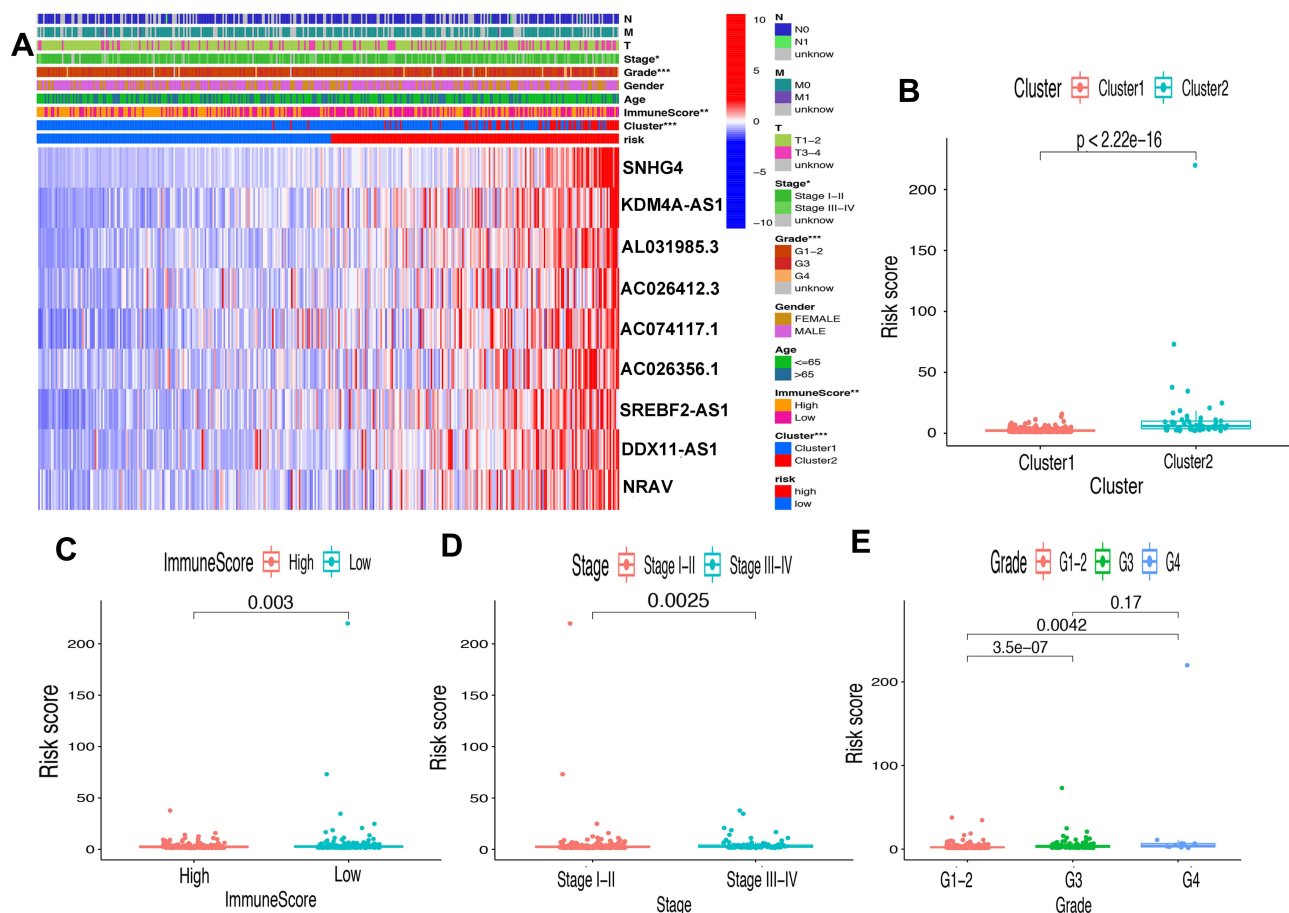 A
N
M
T
Stage*
Grade***
Gender
Age
ImmuneScore**
Cluster***
risk
SNHG4
KDM4A-AS1
AL031985.3
AC026412.3
AC074117.1
AC026356.1
SREBF2-AS1
DDX11-AS1
NRAV
10
5
0
−5
−10
N
N0
N1
unknow
M
M0
M1
unknow
T
T1−2
T3−4
unknow
Stage*
Stage I−II
Stage III−IV
unknow
Grade***
G1−2
G3
G4
unknow
Gender
FEMALE
MALE
Age
<=65
>65
ImmuneScore**
High
Low
Cluster***
Cluster1
Cluster2
risk
high
low
B
Cluster Cluster1 Cluster2
p < 2.22e−16
200
150
100
50
0
Risk score
Cluster1 Cluster2
Cluster
C
ImmuneScore High Low
0.003
200
150
100
50
0
Risk score
High Low
ImmuneScore
D
Stage Stage I−II Stage III−IV
0.0025
200
150
100
50
0
Risk score
Stage I−II Stage III−IV
Stage
E
Grade G1−2 G3 G4
0.17
0.0042
3.5e−07
200
100
0
Risk score
G1−2 G3 G4
Grade